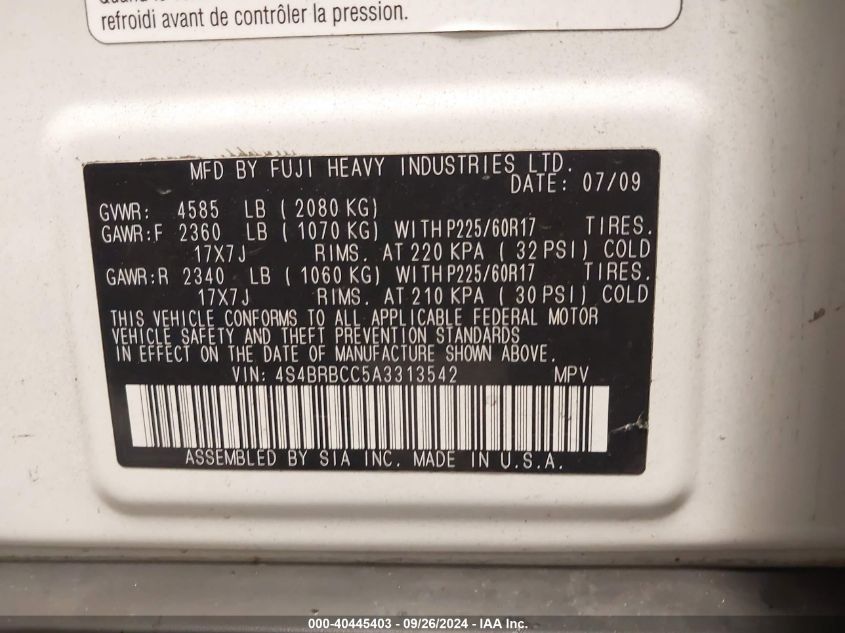 refroidi avant de contrôler la pression.
MFD BY FUJI HEAVY INDUSTRIES LTD.
DATE: 07/09
GVWR: 4585 LB ( 2080 KG)
GAWR:F 2360 LB ( 1070 KG) WITH P225/60R17 TIRES.
17X7J RIMS. AT 220 KPA ( 32 PSI) COLD
GAWR:R 2340 LB ( 1060 KG) WITH P225/60R17 TIRES.
17X7J RIMS. AT 210 KPA ( 30 PSI) COLD
THIS VEHICLE CONFORMS TO ALL APPLICABLE FEDERAL MOTOR
VEHICLE SAFETY AND THEFT PREVENTION STANDARDS
IN EFFECT ON THE DATE OF MANUFACTURE SHOWN ABOVE.
VIN: 4S4BRBCC5A3313542 MPV
ASSEMBLED BY SIA INC. MADE IN U.S.A.
000-40445403 - 09/26/2024 - IAA Inc.